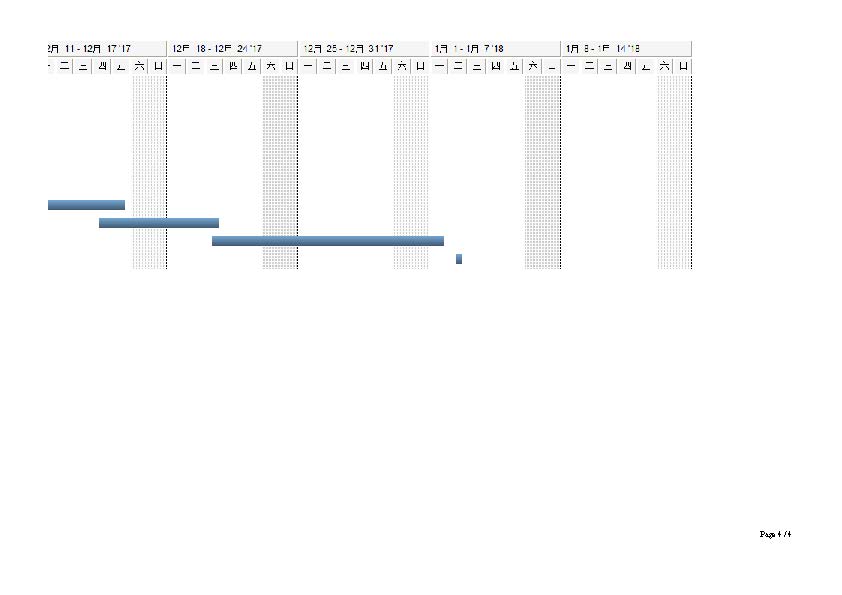 2月 11 - 12月 17 '17 12月 18 - 12月 24 '17 12月 25 - 12月 31 '17 1月 1 - 1月 7 '18 1月 8 - 1月 14 '18
二 三 四 五 六 日 一 二 三 四 五 六 日 一 二 三 四 五 六 日 一 二 三 四 五 六 日 一 二 三 四 五 六 日
Page 4 / 4